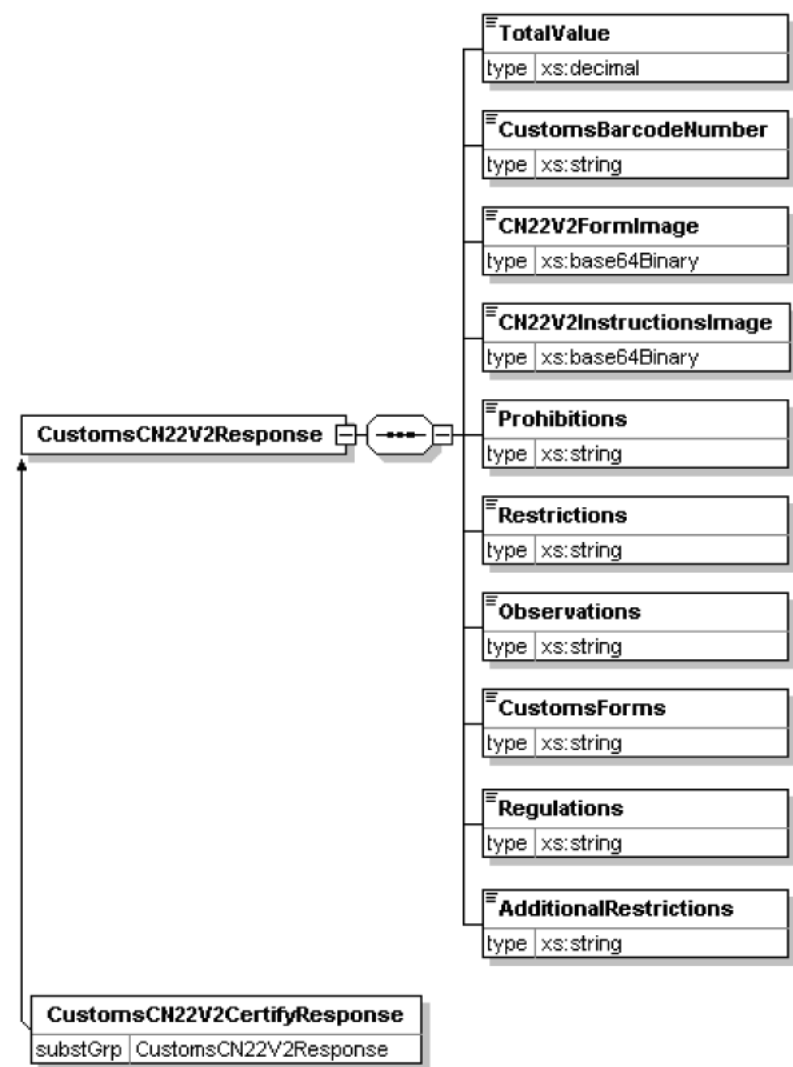 TotalValue
type xs:decimal
CustomsBarcodeNumber
type xs:string
CN22V2FormImage
type xs:base64Binary
CN22V2InstructionsImage
type xs:base64Binary
CustomsCN22V2Response
Prohibitions
type xs:string
Restrictions
type xs:string
Observations
type xs:string
CustomsForms
type xs:string
Regulations
type xs:string
AdditionalRestrictions
type xs:string
CustomsCN22V2CertifyResponse
substGrp CustomsCN22V2Response